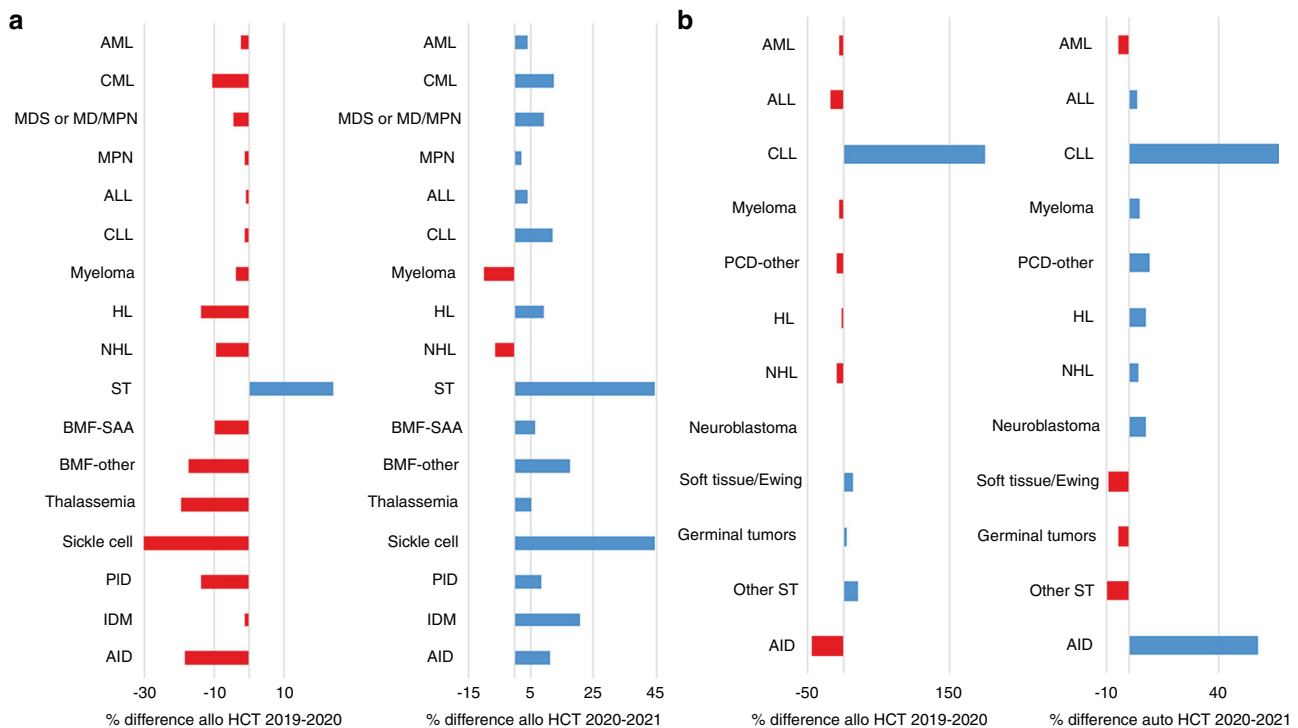 a
AML
CML
MDS or MD/MPN
MPN
ALL
CLL
Myeloma
HL
NHL
ST
BMF-SAA
BMF-other
Thalassemia
Sickle cell
PID
IDM
AID
-30 -10 10
% difference allo HCT 2019-2020
AML
CML
MDS or MD/MPN
MPN
ALL
CLL
Myeloma
HL
NHL
ST
BMF-SAA
BMF-other
Thalassemia
Sickle cell
PID
IDM
AID
-15 5 25 45
% difference allo HCT 2020-2021
b
AML
ALL
CLL
Myeloma
PCD-other
HL
NHL
Neuroblastoma
Soft tissue/Ewing
Germinal tumors
Other ST
AID
-50 150
% difference allo HCT 2019-2020
AML
ALL
CLL
Myeloma
PCD-other
HL
NHL
Neuroblastoma
Soft tissue/Ewing
Germinal tumors
Other ST
AID
-10 40
% difference auto HCT 2020-2021